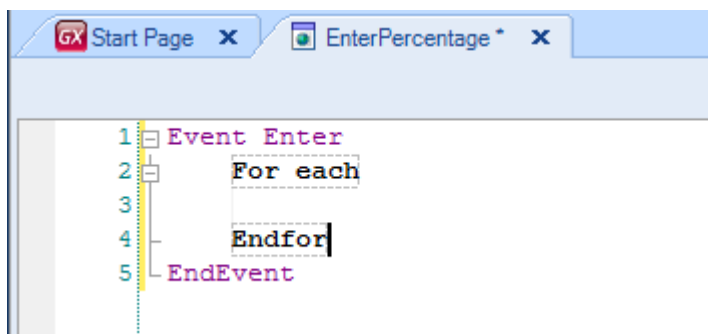 GX Start Page x EnterPercentage * x
1 Event Enter
2 For each
3
4 Endfor
5 EndEvent